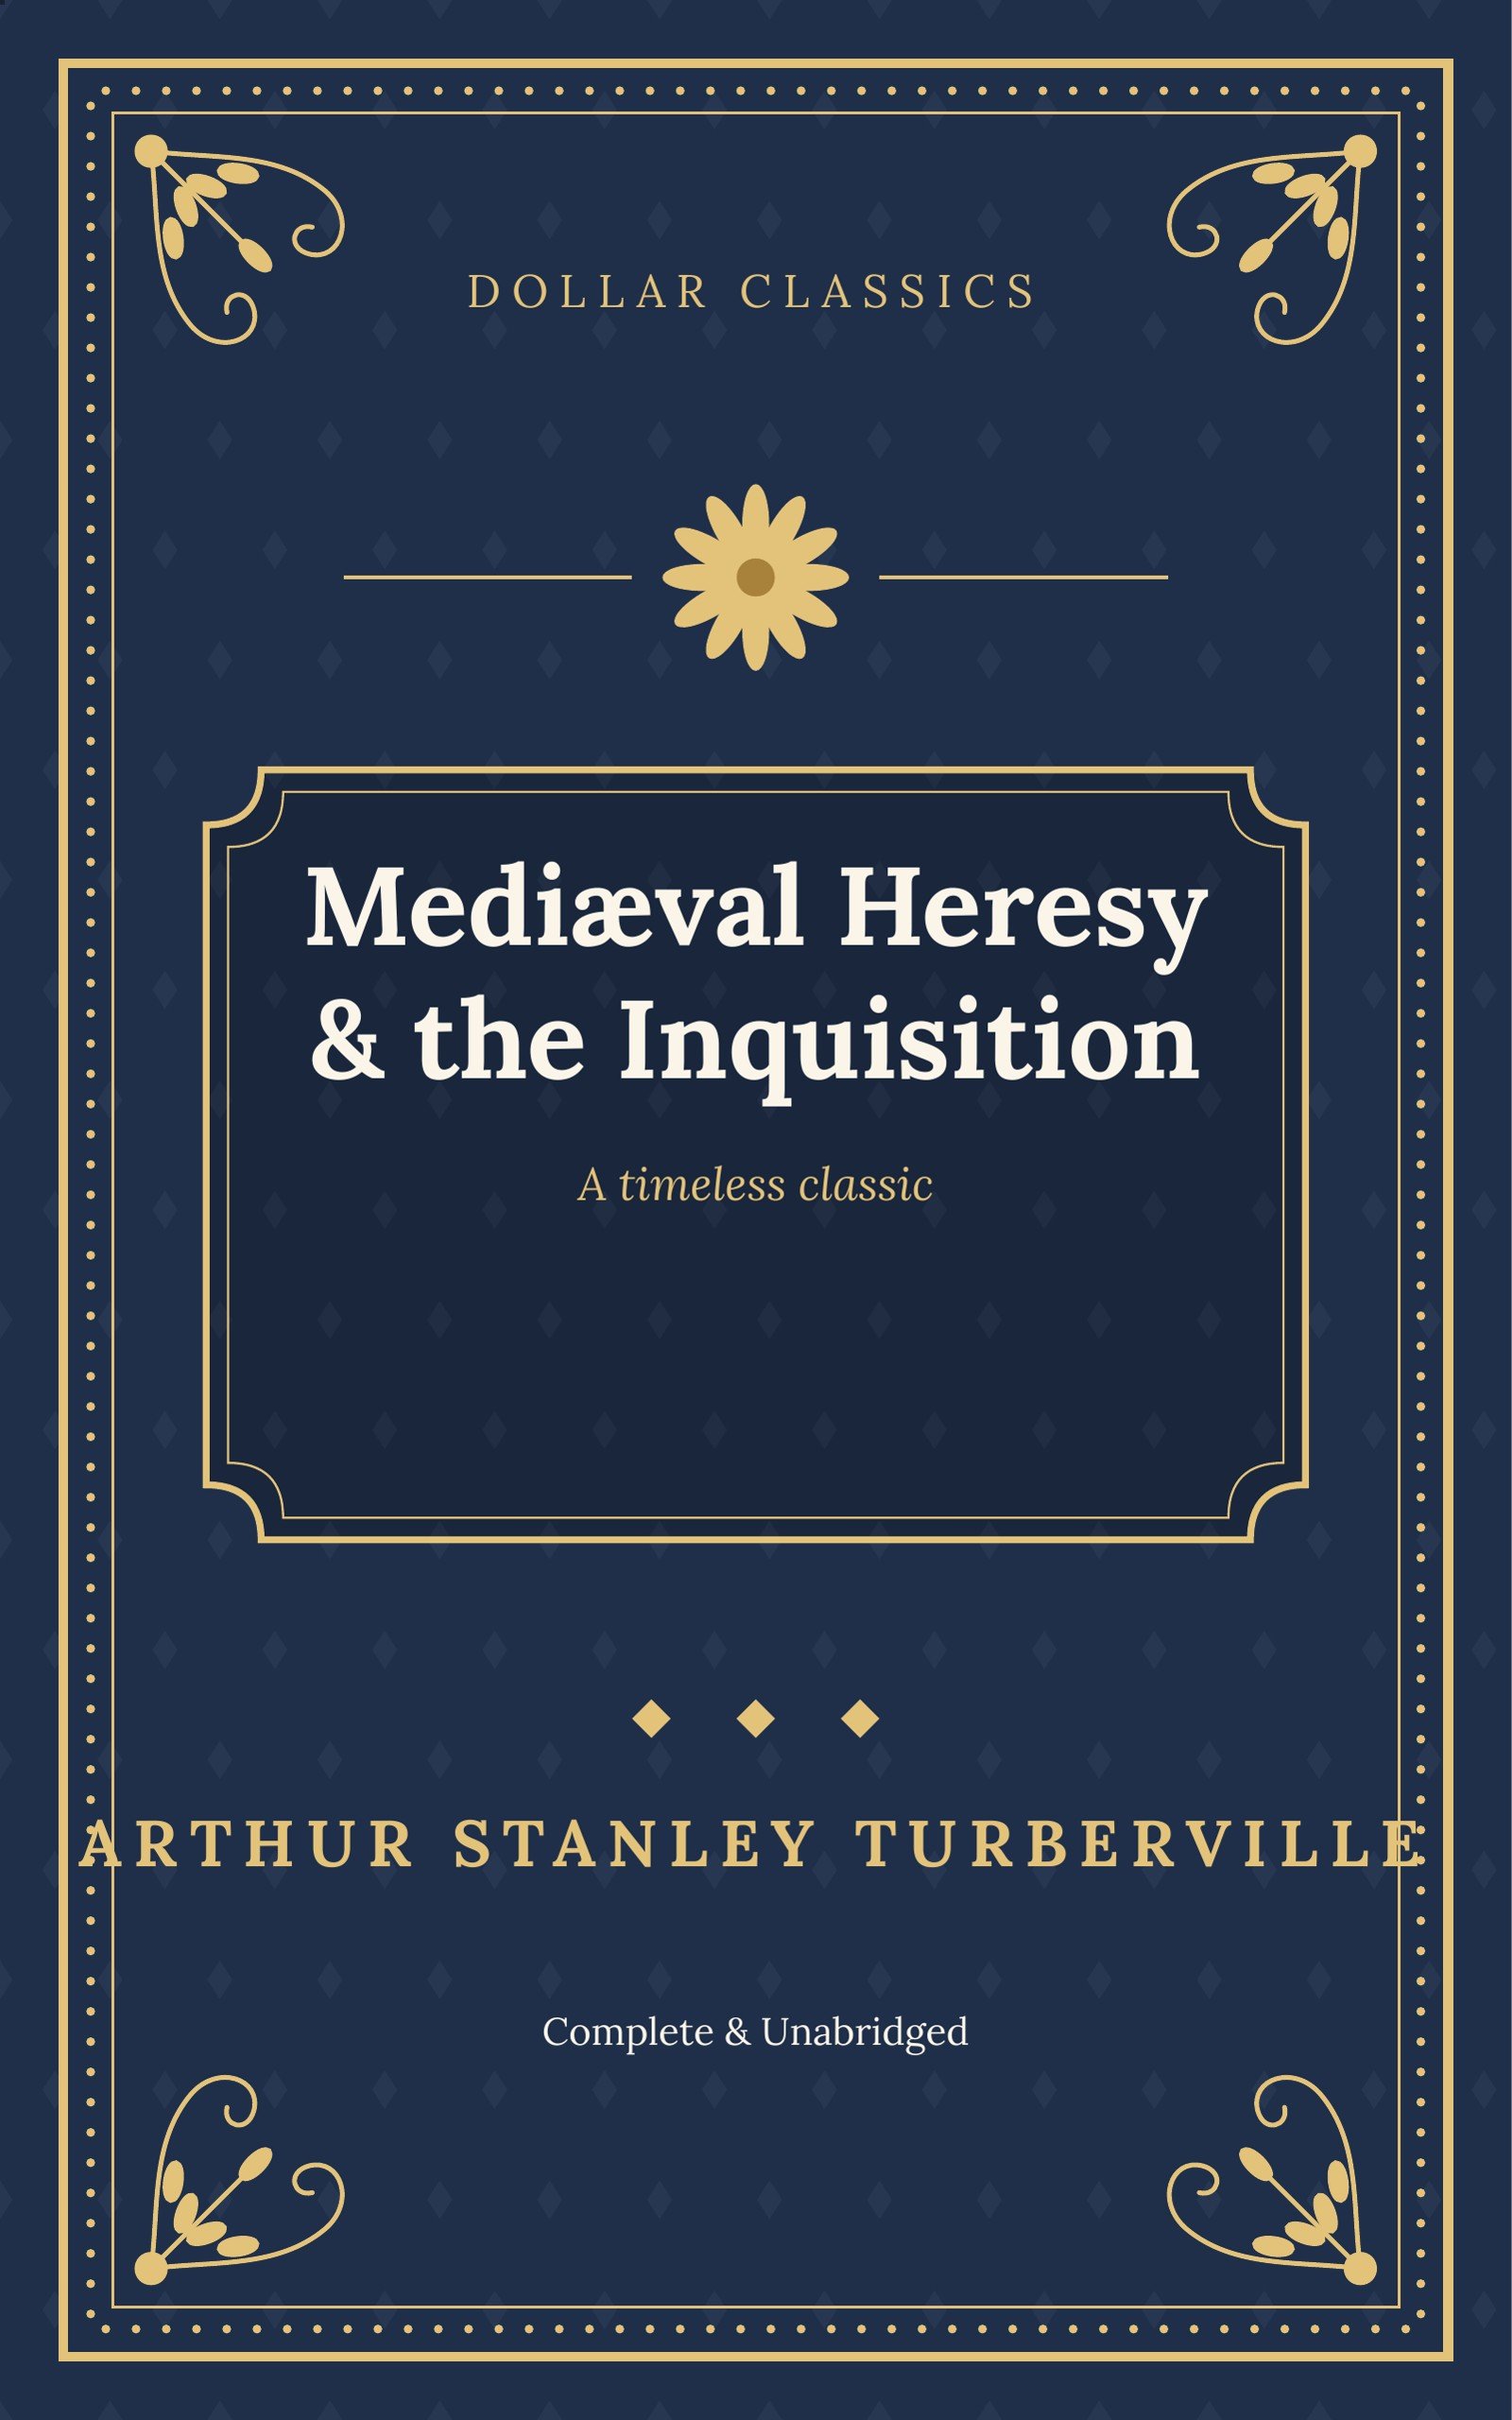 DOLLAR CLASSICS
Mediæval Heresy
& the Inquisition
A timeless classic
ARTHUR STANLEY TURBERVILLE
Complete & Unabridged